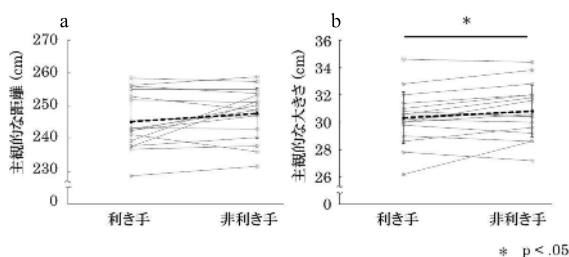 a
主観的な距離 (cm)
270
260
250
240
230
0
利き手
非利き手
b
*
主観的な大きさ (cm)
36
34
32
30
28
26
0
利き手
非利き手
* p < .05